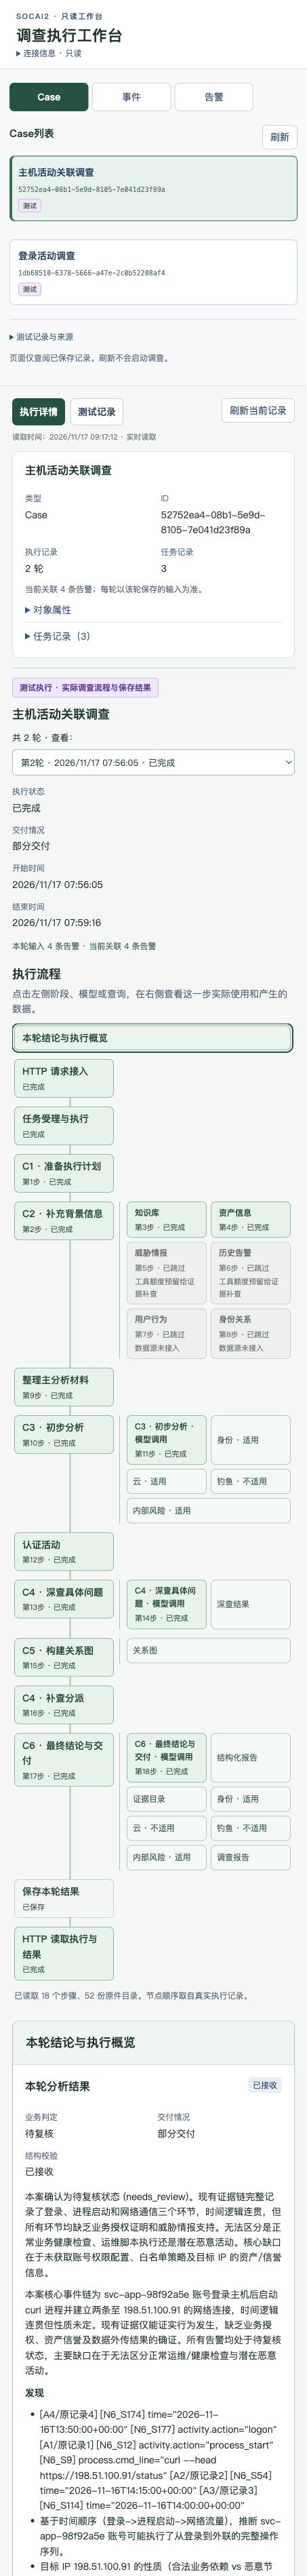 SOCAI2 · 只读工作台
调查执行工作台
▸ 连接信息 · 只读
Case
事件
告警
Case列表
刷新
主机活动关联调查
52752ea4-08b1-5e9d-8105-7e041d23f89a
测试
登录活动调查
1db68510-6378-5666-a47e-2c0b52208af4
测试
▸ 测试记录与来源
页面仅查阅已保存记录。刷新不会启动调查。
执行详情
测试记录
刷新当前记录
读取时间：2026/11/17 09:17:12 · 实时读取
主机活动关联调查
类型
ID
Case
52752ea4-08b1-5e9d-
8105-7e041d23f89a
执行记录
任务记录
2 轮
3
当前关联 4 条告警；每轮以该轮保存的输入为准。
▸ 对象属性
▸ 任务记录（3）
测试执行 · 实际调查流程与保存结果
主机活动关联调查
共 2 轮 · 查看：
第2轮 · 2026/11/17 07:56:05 · 已完成
执行状态
已完成
交付情况
部分交付
开始时间
2026/11/17 07:56:05
结束时间
2026/11/17 07:59:16
本轮输入 4 条告警 · 当前关联 4 条告警
执行流程
点击左侧阶段、模型或查询，在右侧查看这一步实际使用和产生的
数据。
本轮结论与执行概览
HTTP 请求接入
已完成
任务受理与执行
已完成
C1 · 准备执行计划
第1步 · 已完成
C2 · 补充背景信息
第2步 · 已完成
知识库
第3步 · 已完成
资产信息
第4步 · 已完成
威胁情报
第5步 · 已跳过
工具额度预留给证
据补查
历史告警
第6步 · 已跳过
工具额度预留给证
据补查
用户行为
第7步 · 已跳过
数据源未接入
身份关系
第8步 · 已跳过
数据源未接入
整理主分析材料
第9步 · 已完成
C3 · 初步分析
第10步 · 已完成
C3 · 初步分析 ·
模型调用
第11步 · 已完成
身份 · 适用
云 · 适用
钓鱼 · 不适用
内部风险 · 适用
认证活动
第12步 · 已完成
C4 · 深查具体问题
第13步 · 已完成
C4 · 深查具体问
题 · 模型调用
第14步 · 已完成
深查结果
C5 · 构建关系图
第15步 · 已完成
关系图
C4 · 补查分派
第16步 · 已完成
C6 · 最终结论与交
付
第17步 · 已完成
C6 · 最终结论与
交付 · 模型调用
第18步 · 已完成
结构化报告
证据目录
身份 · 适用
云 · 不适用
钓鱼 · 不适用
内部风险 · 适用
调查报告
保存本轮结果
已保存
HTTP 读取执行与
结果
已完成
已读取 18 个步骤、52 份原件目录。节点顺序取自真实执行记录。
本轮结论与执行概览
本轮分析结果
已接收
业务判定
交付情况
待复核
部分交付
结构校验
已接收
本案确认为待复核状态 (needs_review)。现有证据链完整记
录了登录、进程启动和网络通信三个环节，时间逻辑连贯，但
所有环节均缺乏业务授权证明和威胁情报支持。无法区分是正
常业务健康检查、运维脚本执行还是潜在恶意活动。核心缺口
在于未获取账号权限配置、白名单策略及目标 IP 的资产/信誉
信息。
本案核心事件链为 svc-app-98f92a5e 账号登录主机后启动
curl 进程并建立两条至 198.51.100.91 的网络连接，时间逻
辑连贯但性质未定。现有证据仅能证实行为发生，缺乏业务授
权、资产信誉及数据外传结果的确证。所有告警均处于待复核
状态，主要缺口在于无法区分正常运维/健康检查与潜在恶意
活动。
发现
• [A4/原记录4] [N6_S174] time="2026-11-
16T13:50:00+00:00" [N6_S177] activity.action="logon"
[A1/原记录1] [N6_S12] activity.action="process_start"
[N6_S9] process.cmd_line="curl --head
https://198.51.100.91/status" [A2/原记录2] [N6_S54]
time="2026-11-16T14:15:00+00:00" [A3/原记录3]
[N6_S114] time="2026-11-16T14:00:00+00:00"
• 基于时间顺序（登录->进程启动->网络流量），推断 svc-
app-98f92a5e 账号可能执行了从登录到外联的完整操作
序列。
• 目标 IP 198.51.100.91 的性质（合法业务依赖 vs 恶意节